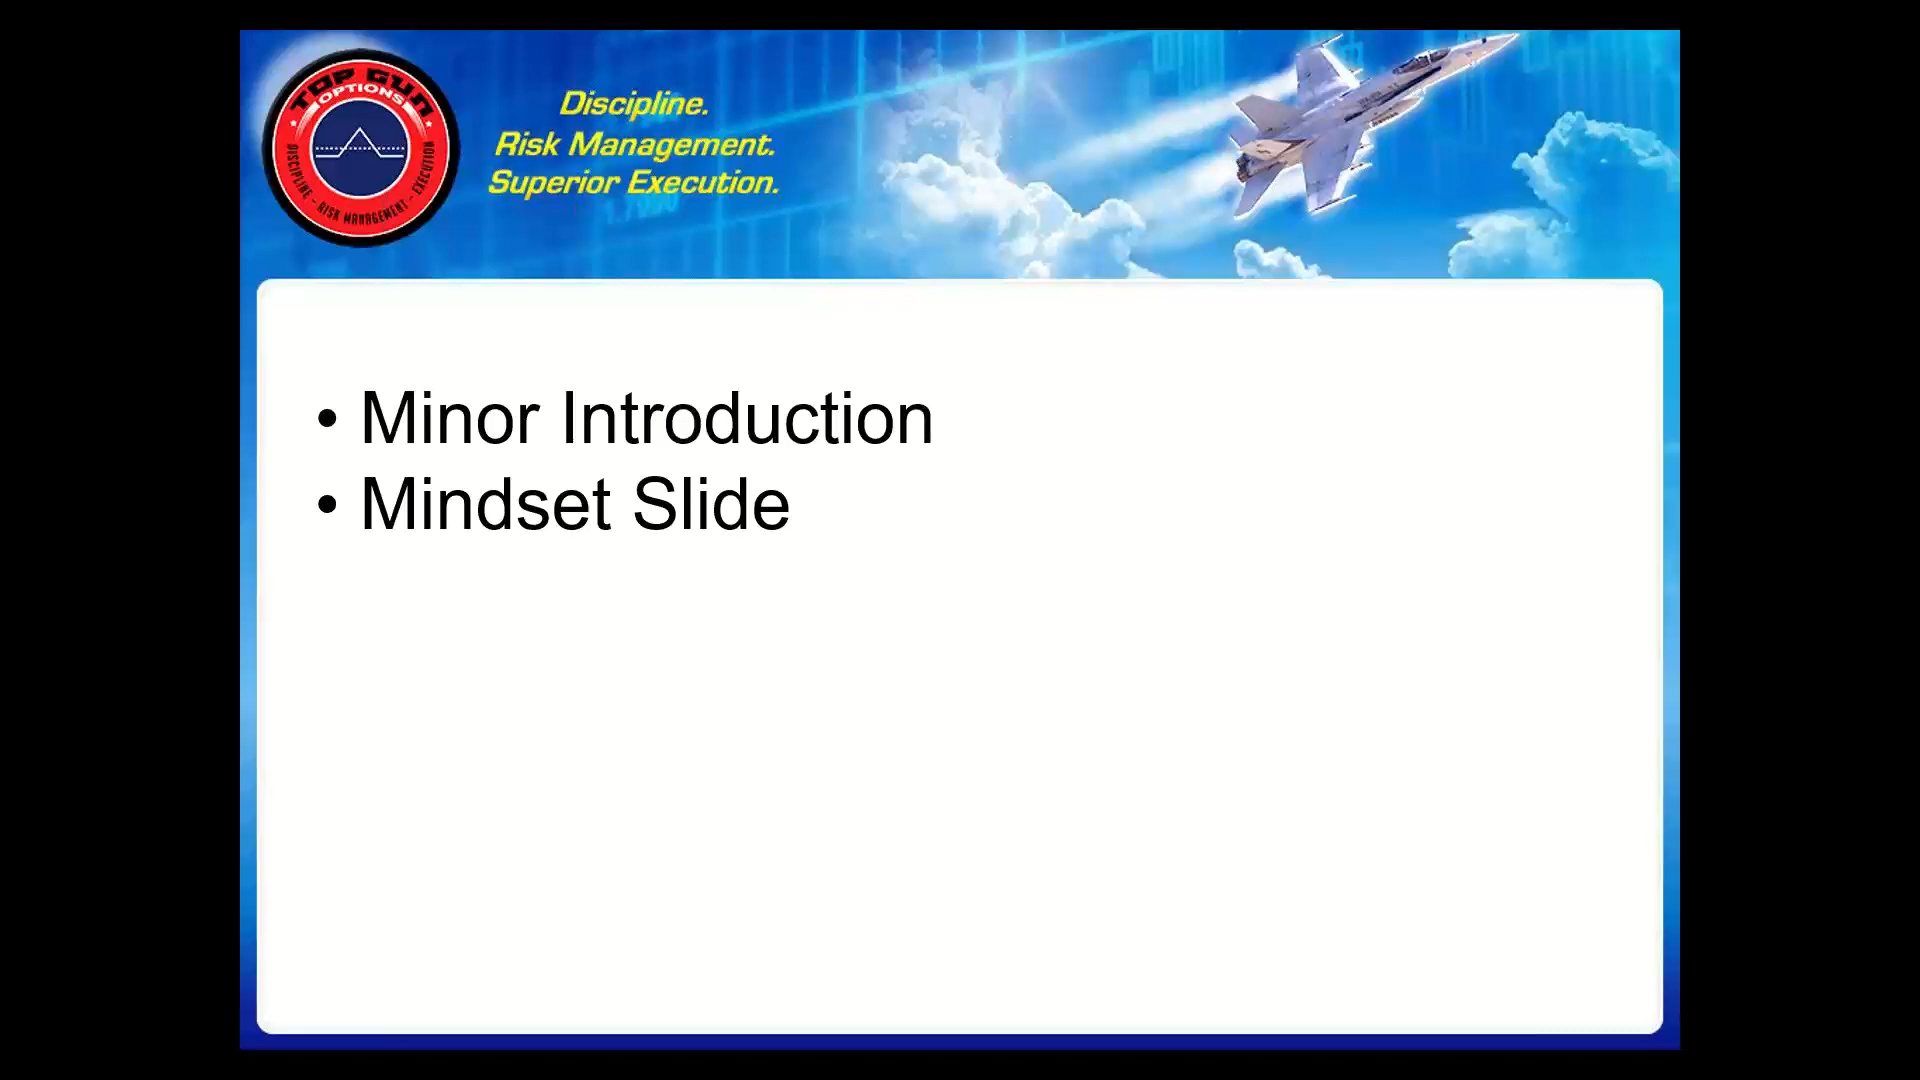 TOP GUN
OPTIONS
DISCIPLINE - RISK MANAGEMENT - EXECUTION
Discipline.
Risk Management.
Superior Execution.
• Minor Introduction
• Mindset Slide